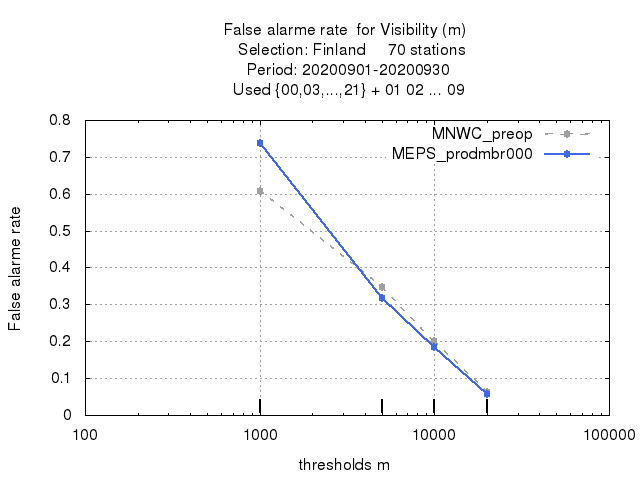 False alarme rate  for Visibility (m)
Selection: Finland     70 stations
Period: 20200901-20200930
Used {00,03,...,21} + 01 02 ... 09
MNWC_preop
MEPS_prodmbr000
False alarme rate
0.8
0.7
0.6
0.5
0.4
0.3
0.2
0.1
0
100
1000
10000
100000
thresholds m